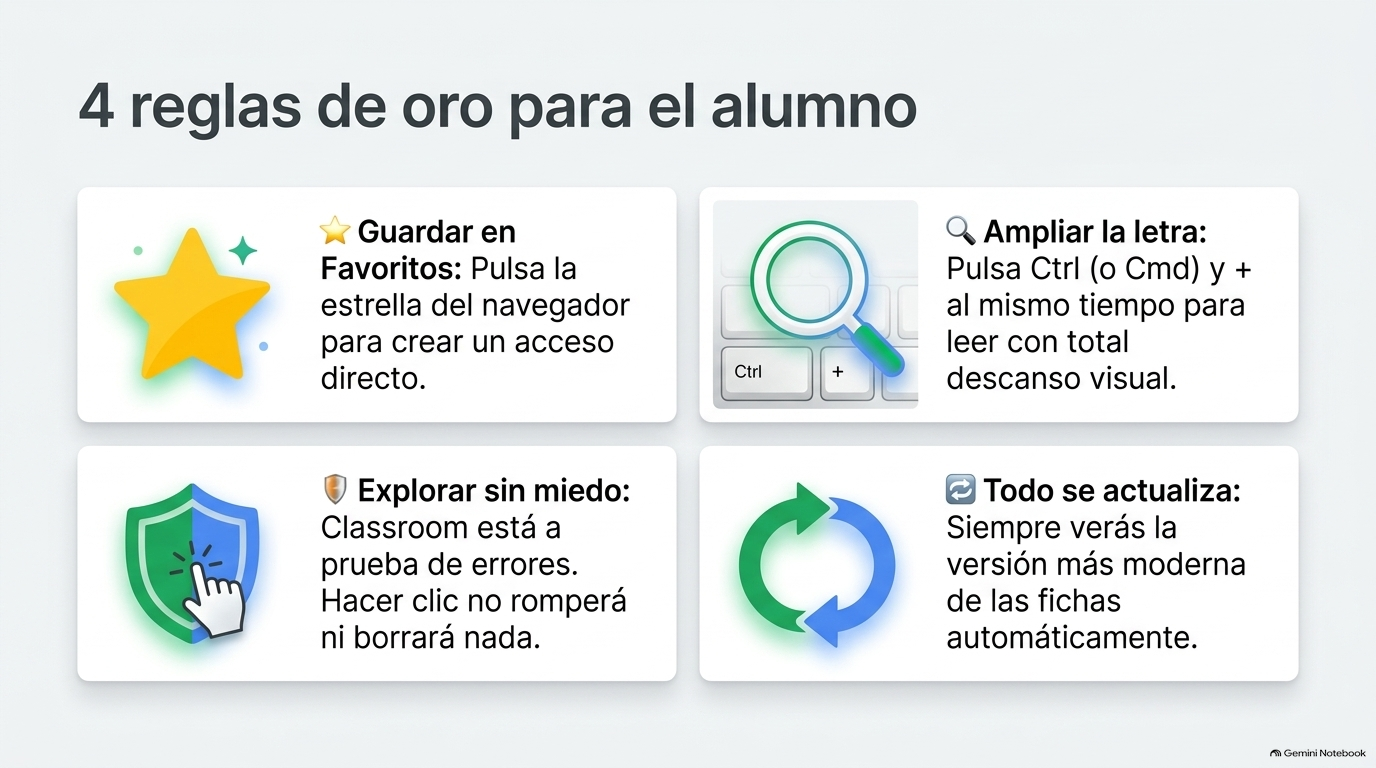 4 reglas de oro para el alumno
⭐ Guardar en
Favoritos: Pulsa la
estrella del navegador
para crear un acceso
directo.
Ctrl
+
🔍 Ampliar la letra:
Pulsa Ctrl (o Cmd) y +
al mismo tiempo para
leer con total
descanso visual.
🛡️ Explorar sin miedo:
Classroom está a
prueba de errores.
Hacer clic no romperá
ni borrará nada.
🔁 Todo se actualiza:
Siempre verás la
versión más moderna
de las fichas
automáticamente.
Gemini Notebook